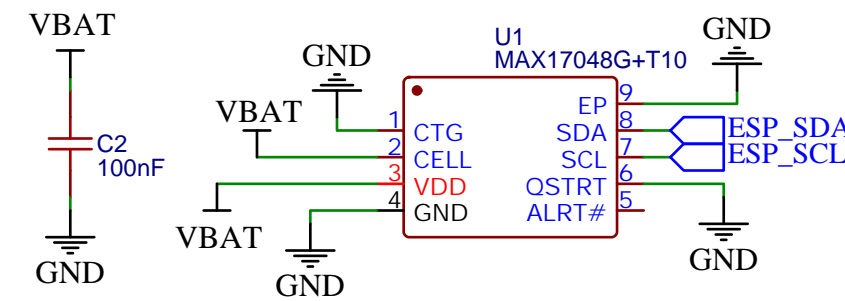 VBAT
C2
100nF
GND
GND
VBAT
VBAT
GND
U1
MAX17048G+T10
1
CTG
2
CELL
3
VDD
4
GND
9
EP
8
SDA
7
SCL
6
QSTRT
5
ALRT#
GND
ESP_SDA
ESP_SCL
GND